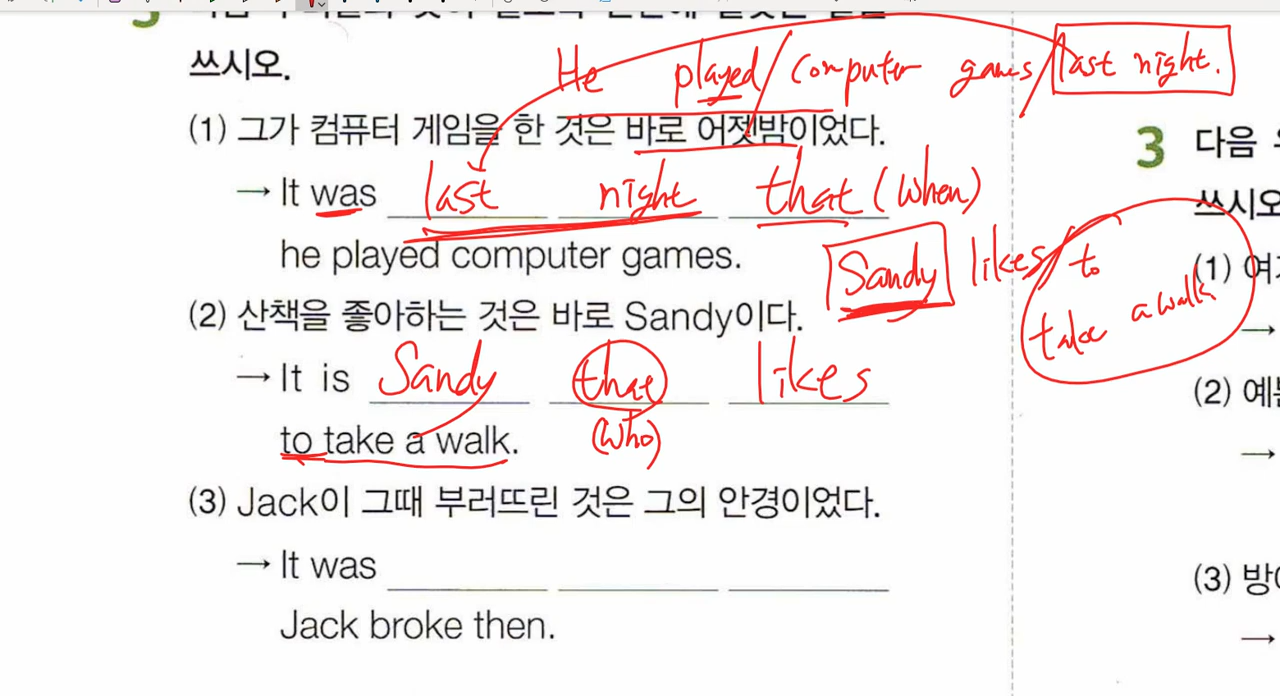 쓰시오.
He played / computer games / last night.
(1) 그가 컴퓨터 게임을 한 것은 바로 어젯밤이었다.
→ It was last night that (when)
he played computer games.
Sandy likes / to take a walk
(2) 산책을 좋아하는 것은 바로 Sandy이다.
→ It is Sandy that likes
(who)
to take a walk.
(3) Jack이 그때 부러뜨린 것은 그의 안경이었다.
→ It was
Jack broke then.
3 다음
쓰시오
(1) 여
→
(2) 예
→
(3) 방
→